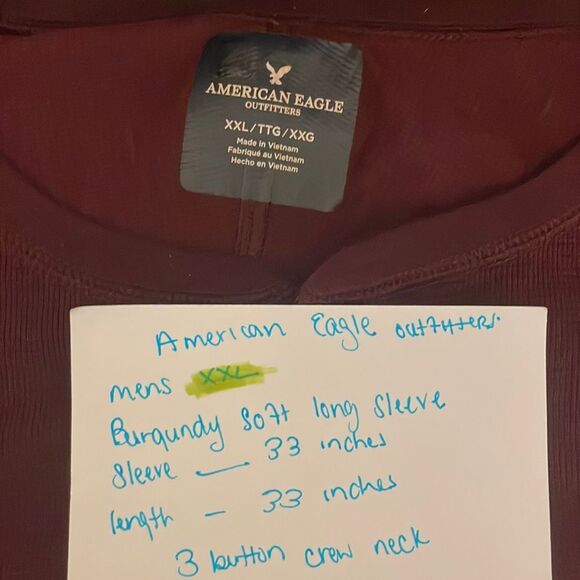 AMERICAN EAGLE
OUTFITTERS
XXL/TTG/XXG
Made in Vietnam
Fabriqué au Vietnam
Hecho en Vietnam
American Eagle outfitters.
mens XXL
Burgundy soft long sleeve
sleeve — 33 inches
length - 33 inches
3 button crew neck